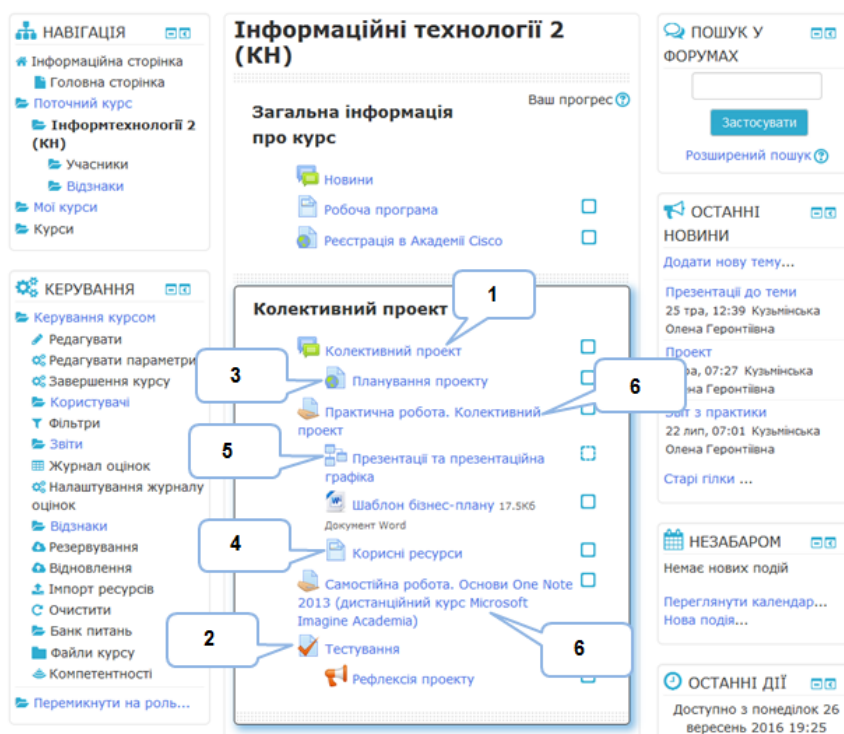 НАВІГАЦІЯ
Інформаційна сторінка
Головна сторінка
Поточний курс
Інформтехнології 2
(КН)
Учасники
Відзнаки
Мої курси
Курси
КЕРУВАННЯ
Керування курсом
Редагувати
Редагувати параметри
Завершення курсу
Користувачі
Фільтри
Звіти
Журнал оцінок
Налаштування журналу
оцінок
Відзнаки
Резервування
Відновлення
Імпорт ресурсів
Очистити
Банк питань
Файли курсу
Компетентності
Перемикнути на роль...
Інформаційні технології 2
(КН)
Ваш прогрес
Загальна інформація
про курс
Новини
Робоча програма
Реєстрація в Академії Cisco
Колективний проект
1
Колективний проект
3
Планування проекту
6
Практична робота. Колективний
проект
5
Презентації та презентаційна
графіка
Шаблон бізнес-плану 17.5Кб
Документ Word
4
Корисні ресурси
Самостійна робота. Основи One Note
2013 (дистанційний курс Microsoft
Imagine Academia)
2
6
Тестування
Рефлексія проекту
ПОШУК У
ФОРУМАХ
Застосувати
Розширений пошук
ОСТАННІ
НОВИНИ
Додати нову тему...
Презентації до теми
25 тра, 12:39 Кузьмінська
Олена Геронтіївна
Проект
07:27 Кузьмінська
Геронтіївна
з практики
22 лип, 07:01 Кузьмінська
Олена Геронтіївна
Старі гілки ...
НЕЗАБАРОМ
Немає нових подій
Переглянути календар...
Нова подія...
ОСТАННІ ДІЇ
Доступно з понеділок 26
вересень 2016 19:25